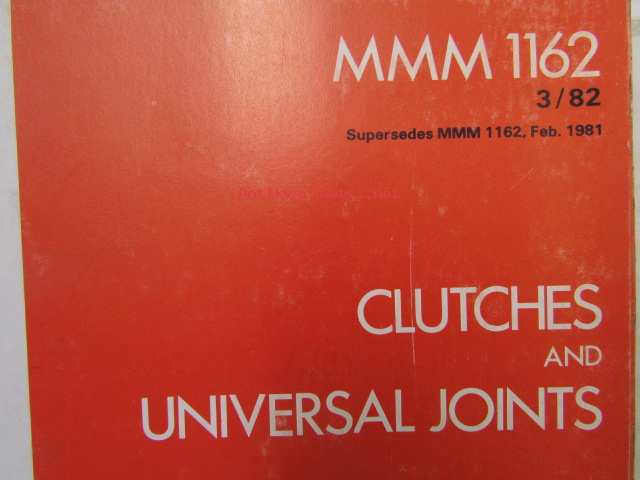 MMM 1162
3/82
Supersedes MMM 1162, Feb. 1981
CLUTCHES
AND
UNIVERSAL JOINTS